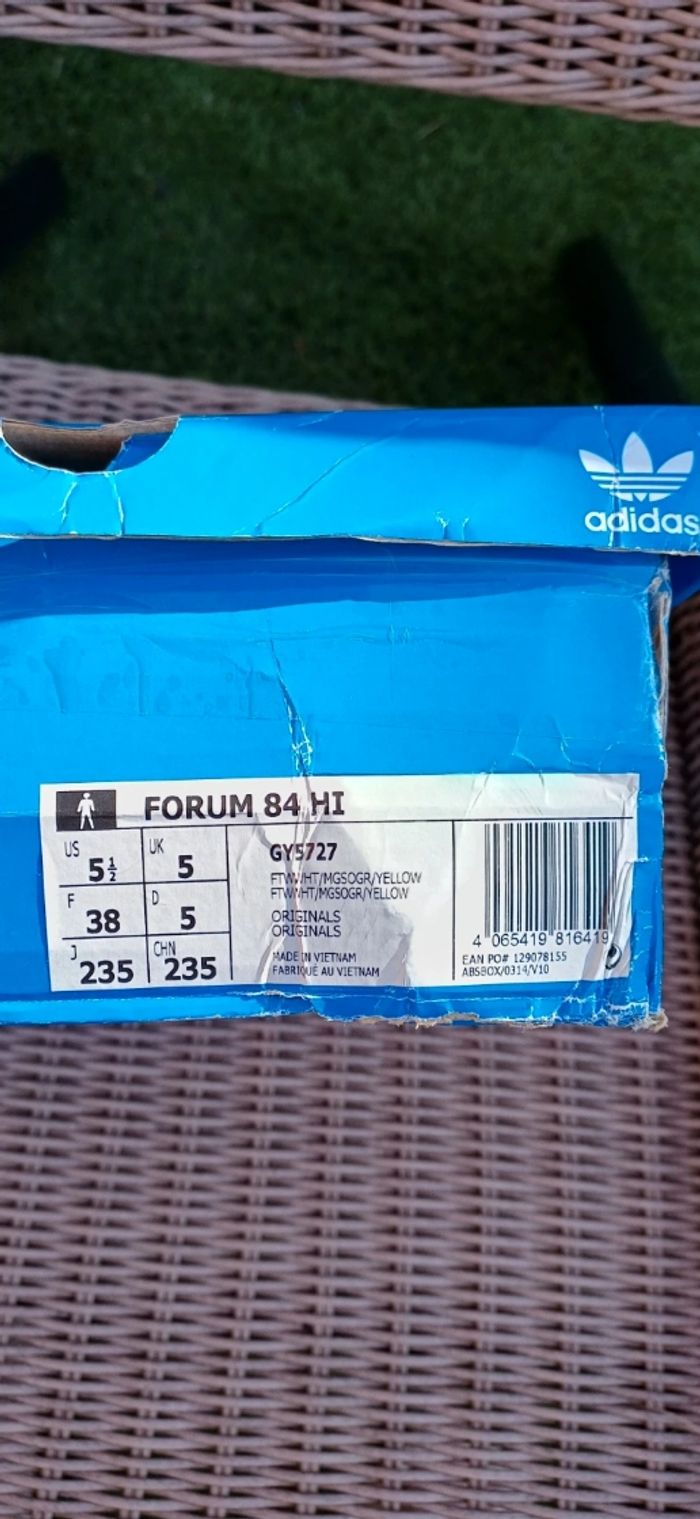 adidas
FORUM 84 HI
US 5½ UK 5
F 38 D 5
J 235 CHN 235
GY5727
FTWWHT/MGSOGR/YELLOW
FTWWHT/MGSOGR/YELLOW
ORIGINALS
ORIGINALS
MADE IN VIETNAM
FABRIQUÉ AU VIETNAM
4 065419 816419
EAN PO# 129078155
ABSBOX/0314/V10